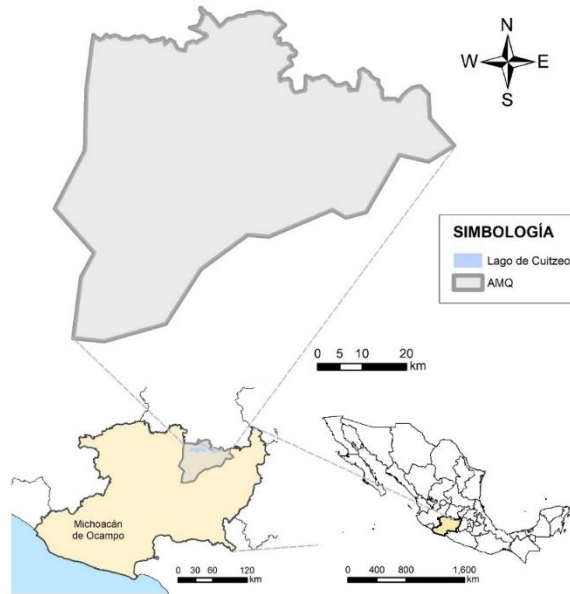 N
W E
S
SIMBOLOGÍA
Lago de Cuitzeo
AMQ
0 5 10 20
km
Michoacán
de Ocampo
0 30 60 120
km
0 400 800 1,600
km